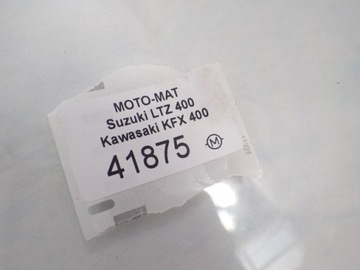 MOTO-MAT
Suzuki LTZ 400
Kawasaki KFX 400
41875
M